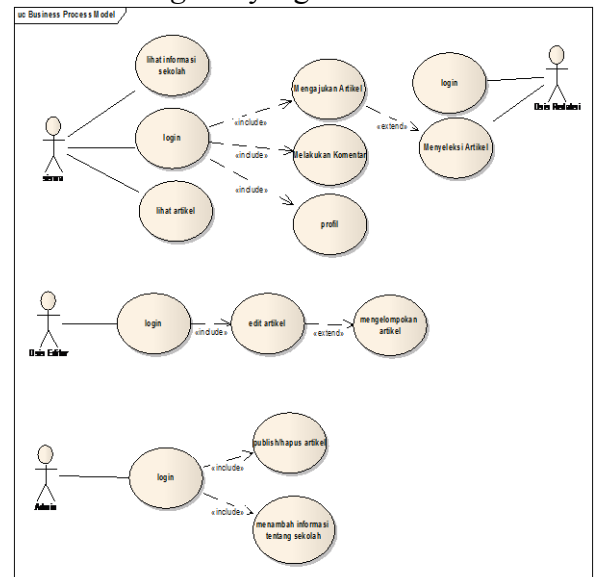 uc Business Process Model
lihat informasi
sekolah
Mengajukan Artikel
login
Osis Redaksi
login
«include»
«extend»
«include»
Melakukan Komentar
Menyeleksi Artikel
siswa
«include»
lihat artikel
profil
login
«include»
edit artikel
«extend»
mengelompokan
artikel
Osis Editor
publish/hapus artikel
login
«include»
Admin
«include»
menambah informasi
tentang sekolah